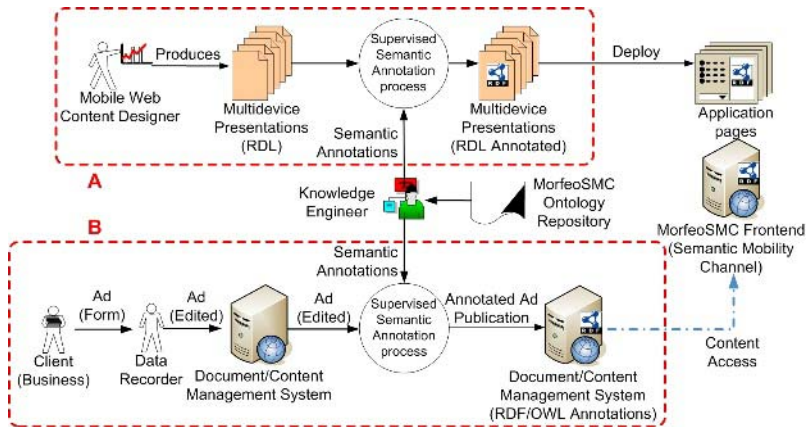 Produces
Mobile Web
Content Designer
Multidevice
Presentations
(RDL)
Supervised
Semantic
Annotation
process
RDF
Multidevice
Presentations
(RDL Annotated)
Deploy
Application
pages
Semantic
Annotations
A
Knowledge
Engineer
MorfeoSMC
Ontology
Repository
RDF
MorfeoSMC Frontend
(Semantic Mobility
Channel)
B
Semantic
Annotations
Client
(Business)
Ad
(Form)
Data
Recorder
Ad
(Edited)
Document/Content
Management System
Ad
(Edited)
Supervised
Semantic
Annotation
process
Annotated Ad
Publication
RDF
Document/Content
Management System
(RDF/OWL Annotations)
Content
Access